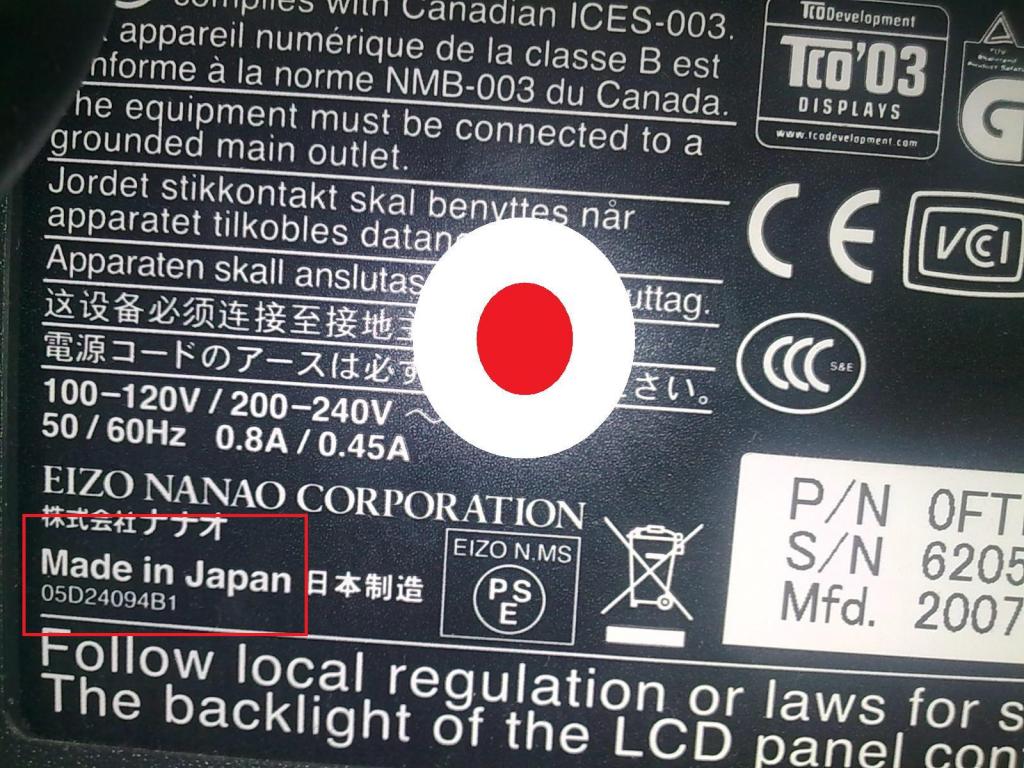 complies with Canadian ICES-003.
appareil numérique de la classe B est
nforme à la norme NMB-003 du Canada.
he equipment must be connected to a
grounded main outlet.
Jordet stikkontakt skal benyttes når
apparatet tilkobles datan
Apparaten skall anslutas uttag.
这设备必须连接至接地
電源コードのアースは必 さい。
100-120V / 200-240V ~
50 / 60Hz 0.8A / 0.45A
EIZO NANAO CORPORATION
株式会社ナナオ
Made in Japan 日本制造
05D24094B1
EIZO N.MS
PS
E
Follow local regulation or laws for s
The backlight of the LCD panel con
TCO Development
TCO'03
DISPLAYS
www.tcodevelopment.com
TÜV
G
CE
VCCI
CCC S&E
P/N 0FT
S/N 6205
Mfd. 2007